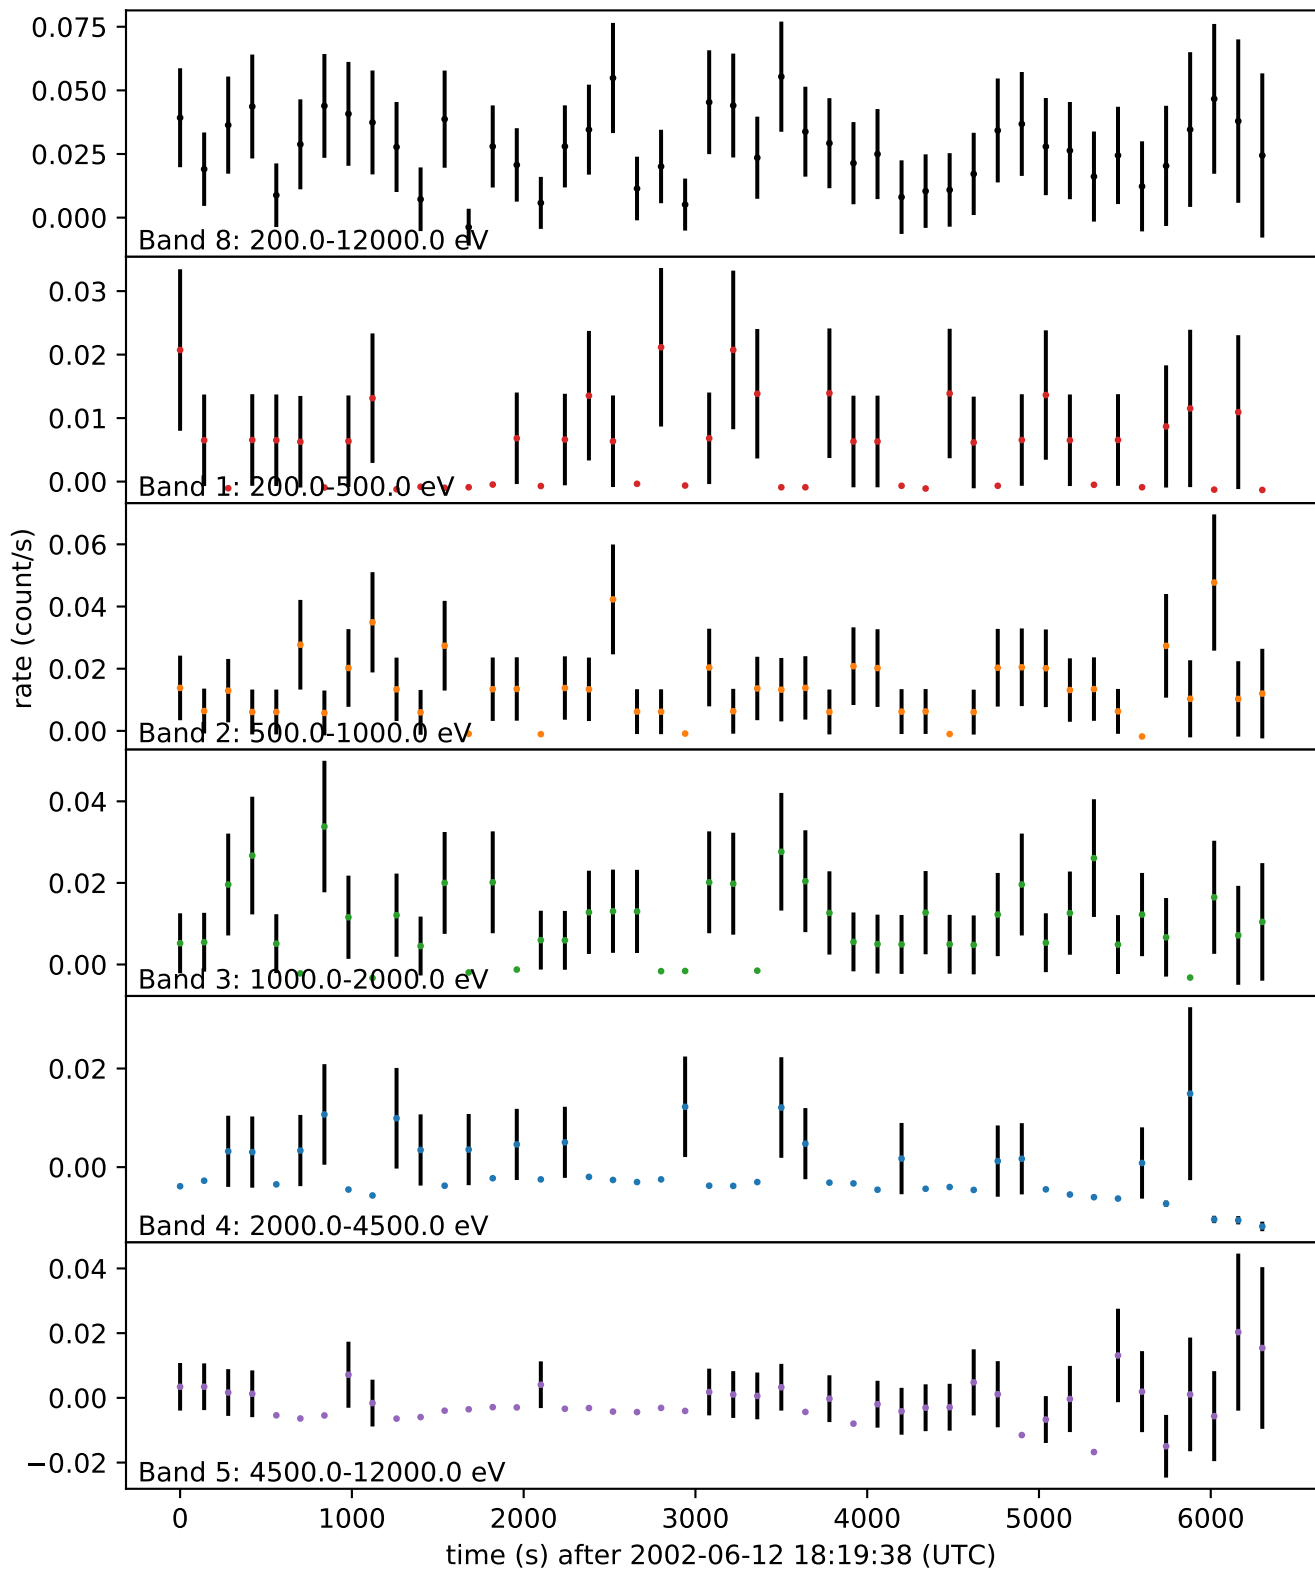 0.075
0.050
0.025
0.000
Band 8: 200.0-12000.0 eV
0.03
0.02
0.01
0.00
Band 1: 200.0-500.0 eV
rate (count/s)
0.06
0.04
0.02
0.00
Band 2: 500.0-1000.0 eV
0.04
0.02
0.00
Band 3: 1000.0-2000.0 eV
0.02
0.00
Band 4: 2000.0-4500.0 eV
0.04
0.02
0.00
−0.02
Band 5: 4500.0-12000.0 eV
0 1000 2000 3000 4000 5000 6000
time (s) after 2002-06-12 18:19:38 (UTC)